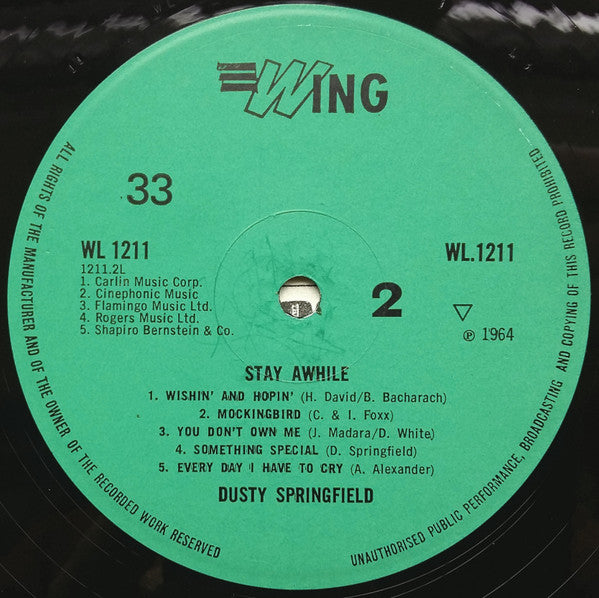 WING
33
WL 1211
WL.1211
1211.2L
1. Carlin Music Corp.
2. Cinephonic Music
3. Flamingo Music Ltd.
4. Rogers Music Ltd.
5. Shapiro Bernstein & Co.
2
▽
℗ 1964
STAY AWHILE
1. WISHIN' AND HOPIN' (H. David/B. Bacharach)
2. MOCKINGBIRD (C. & I. Foxx)
3. YOU DON'T OWN ME (J. Madara/D. White)
4. SOMETHING SPECIAL (D. Springfield)
5. EVERY DAY I HAVE TO CRY (A. Alexander)
DUSTY SPRINGFIELD
ALL RIGHTS OF THE MANUFACTURER AND OF THE OWNER OF THE RECORDED WORK RESERVED
UNAUTHORISED PUBLIC PERFORMANCE, BROADCASTING AND COPYING OF THIS RECORD PROHIBITED